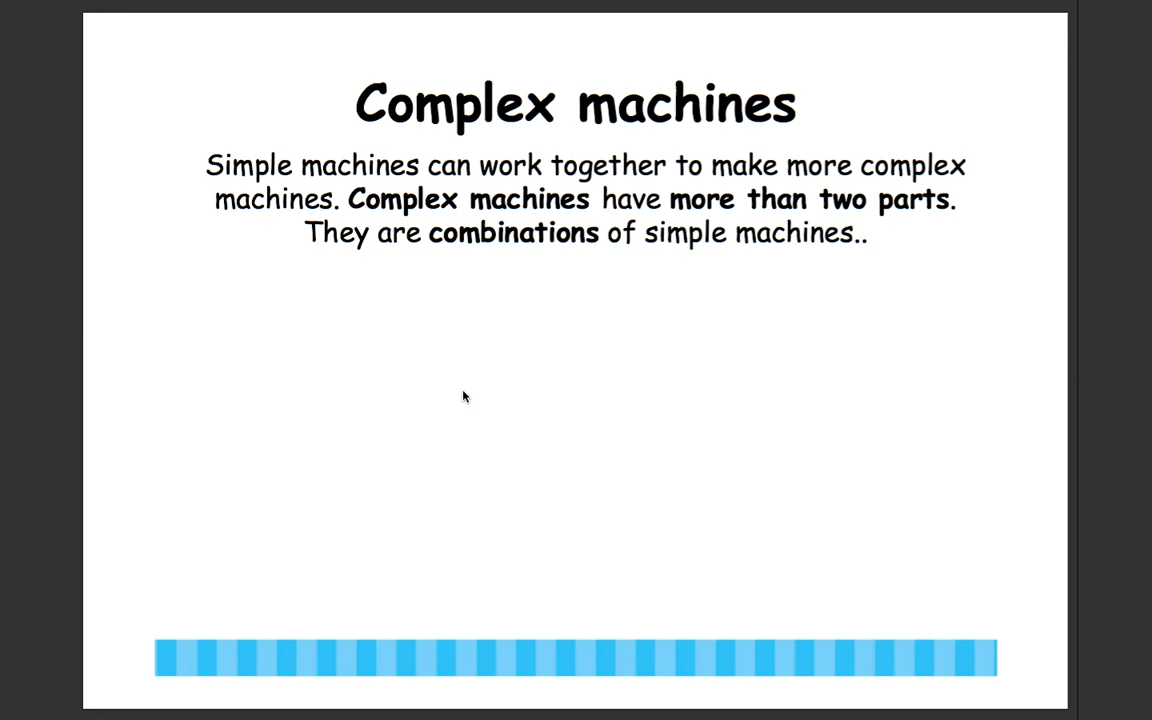 Complex machines
Simple machines can work together to make more complex
machines. Complex machines have more than two parts.
They are combinations of simple machines..